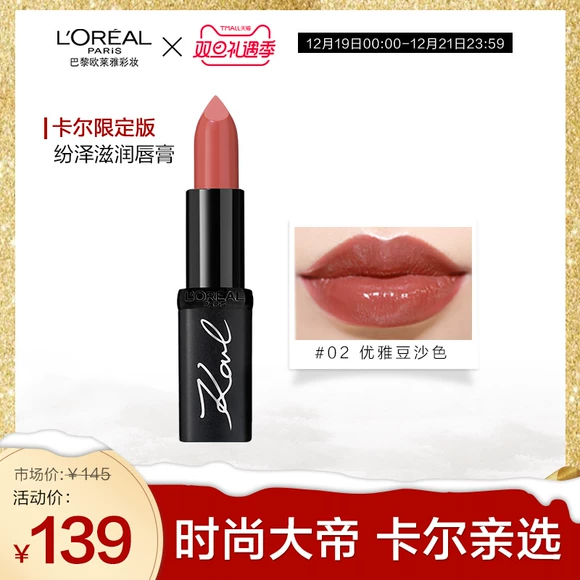 L'ORÉAL
PARiS
巴黎欧莱雅彩妆
×
TMALL天猫
双旦礼遇季
12月19日00:00-12月21日23:59
卡尔限定版
纷泽滋润唇膏
L'ORÉAL
PARIS
Karl
#02 优雅豆沙色
市场价:￥145
活动价:
￥139
时尚大帝 卡尔亲选